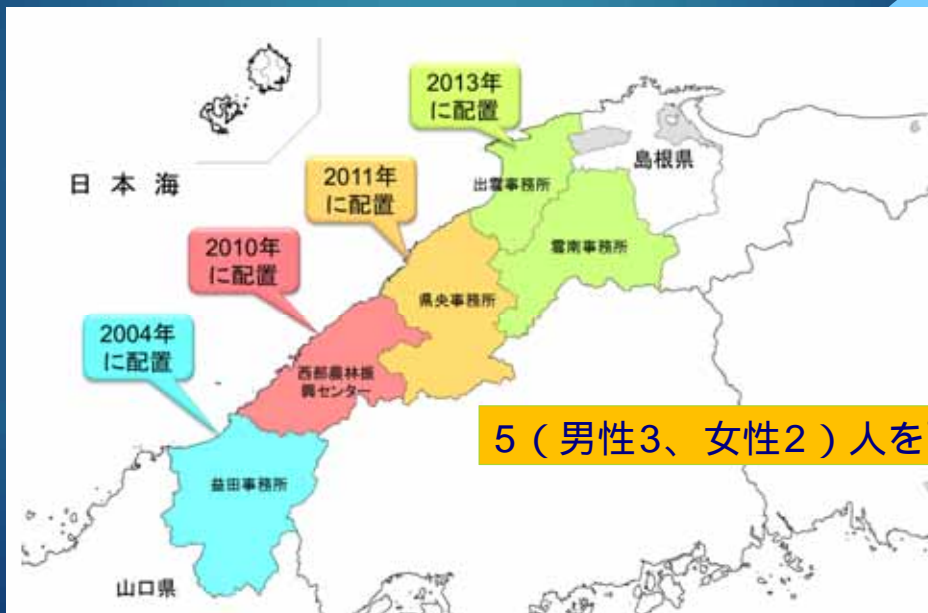 2013年
に配置
島根県
日本海
2011年
に配置
出雲事務所
雲南事務所
2010年
に配置
県央事務所
2004年
に配置
西部農林振
興センター
5(男性3、女性2)人を
益田事務所
山口県